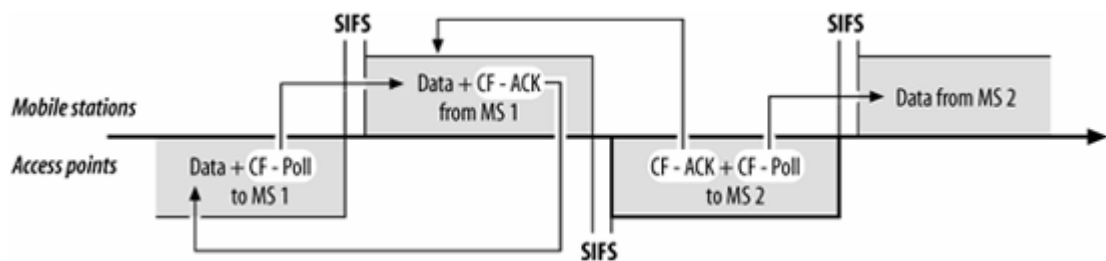 SIFS
SIFS
Mobile stations
Data + CF - ACK
from MS 1
Data from MS 2
Access points
Data + CF - Poll
to MS 1
CF - ACK + CF - Poll
to MS 2
SIFS